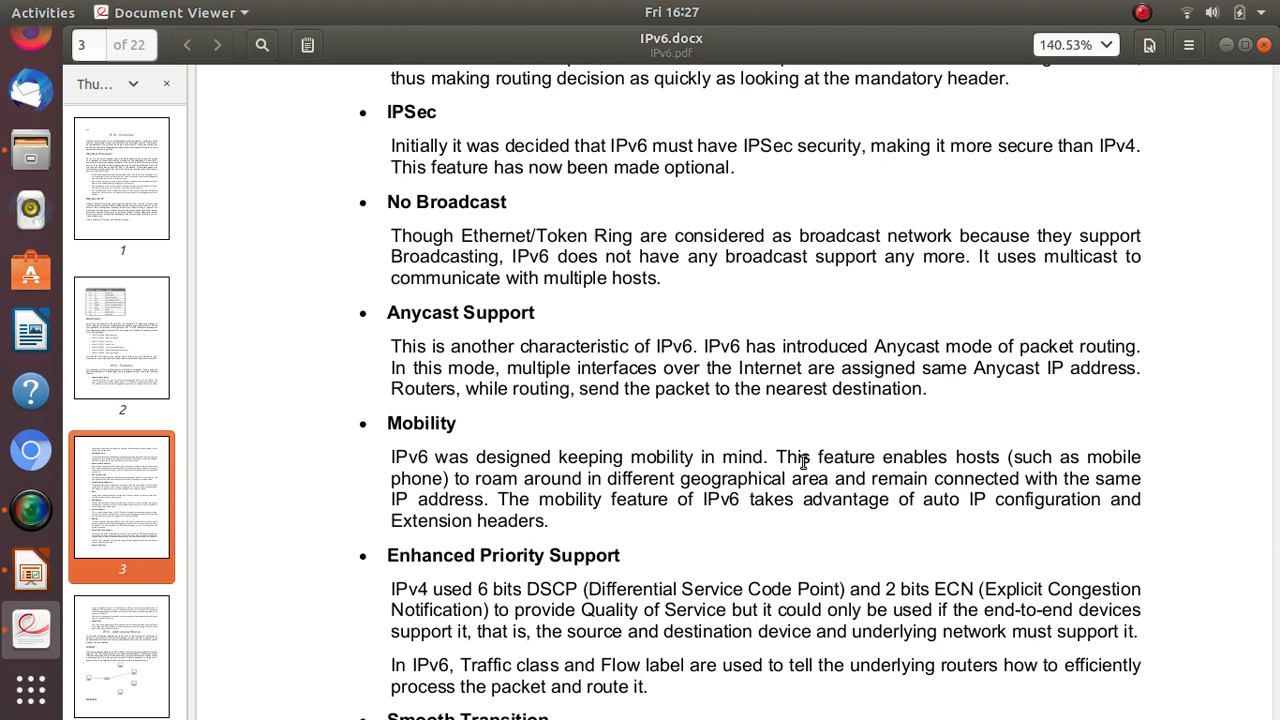 Activities Document Viewer Fri 16:27
3 of 22 IPv6.docx 140.53%
IPv6.pdf
Thu...
thus making routing decision as quickly as looking at the mandatory header.
• IPSec
Initially it was decided that IPv6 must have IPSec security, making it more secure than IPv4.
This feature has now been made optional.
• No Broadcast
Though Ethernet/Token Ring are considered as broadcast network because they support
Broadcasting, IPv6 does not have any broadcast support any more. It uses multicast to
communicate with multiple hosts.
• Anycast Support
This is another characteristic of IPv6. IPv6 has introduced Anycast mode of packet routing.
In this mode, multiple interfaces over the Internet are assigned same Anycast IP address.
Routers, while routing, send the packet to the nearest destination.
• Mobility
IPv6 was designed keeping mobility in mind. This feature enables hosts (such as mobile
phone) to roam around in different geographical area and remain connected with the same
IP address. The mobility feature of IPv6 takes advantage of auto IP configuration and
Extension headers.
• Enhanced Priority Support
IPv4 used 6 bits DSCP (Differential Service Code Point) and 2 bits ECN (Explicit Congestion
Notification) to provide Quality of Service but it could only be used if the end-to-end devices
support it, that is, the source and destination device and underlying network must support it.
In IPv6, Traffic class and Flow label are used to tell the underlying routers how to efficiently
process the packet and route it.
Smooth Transition
1
2
3